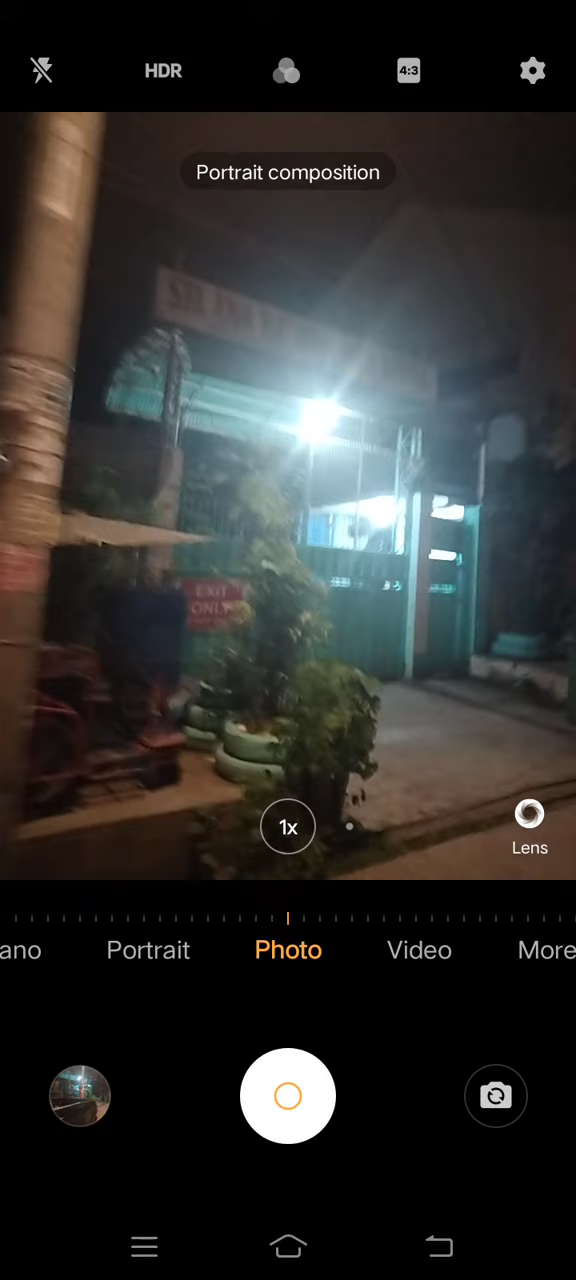 HDR
4:3
Portrait composition
EXIT
ONLY
1x
Lens
ano
Portrait
Photo
Video
More